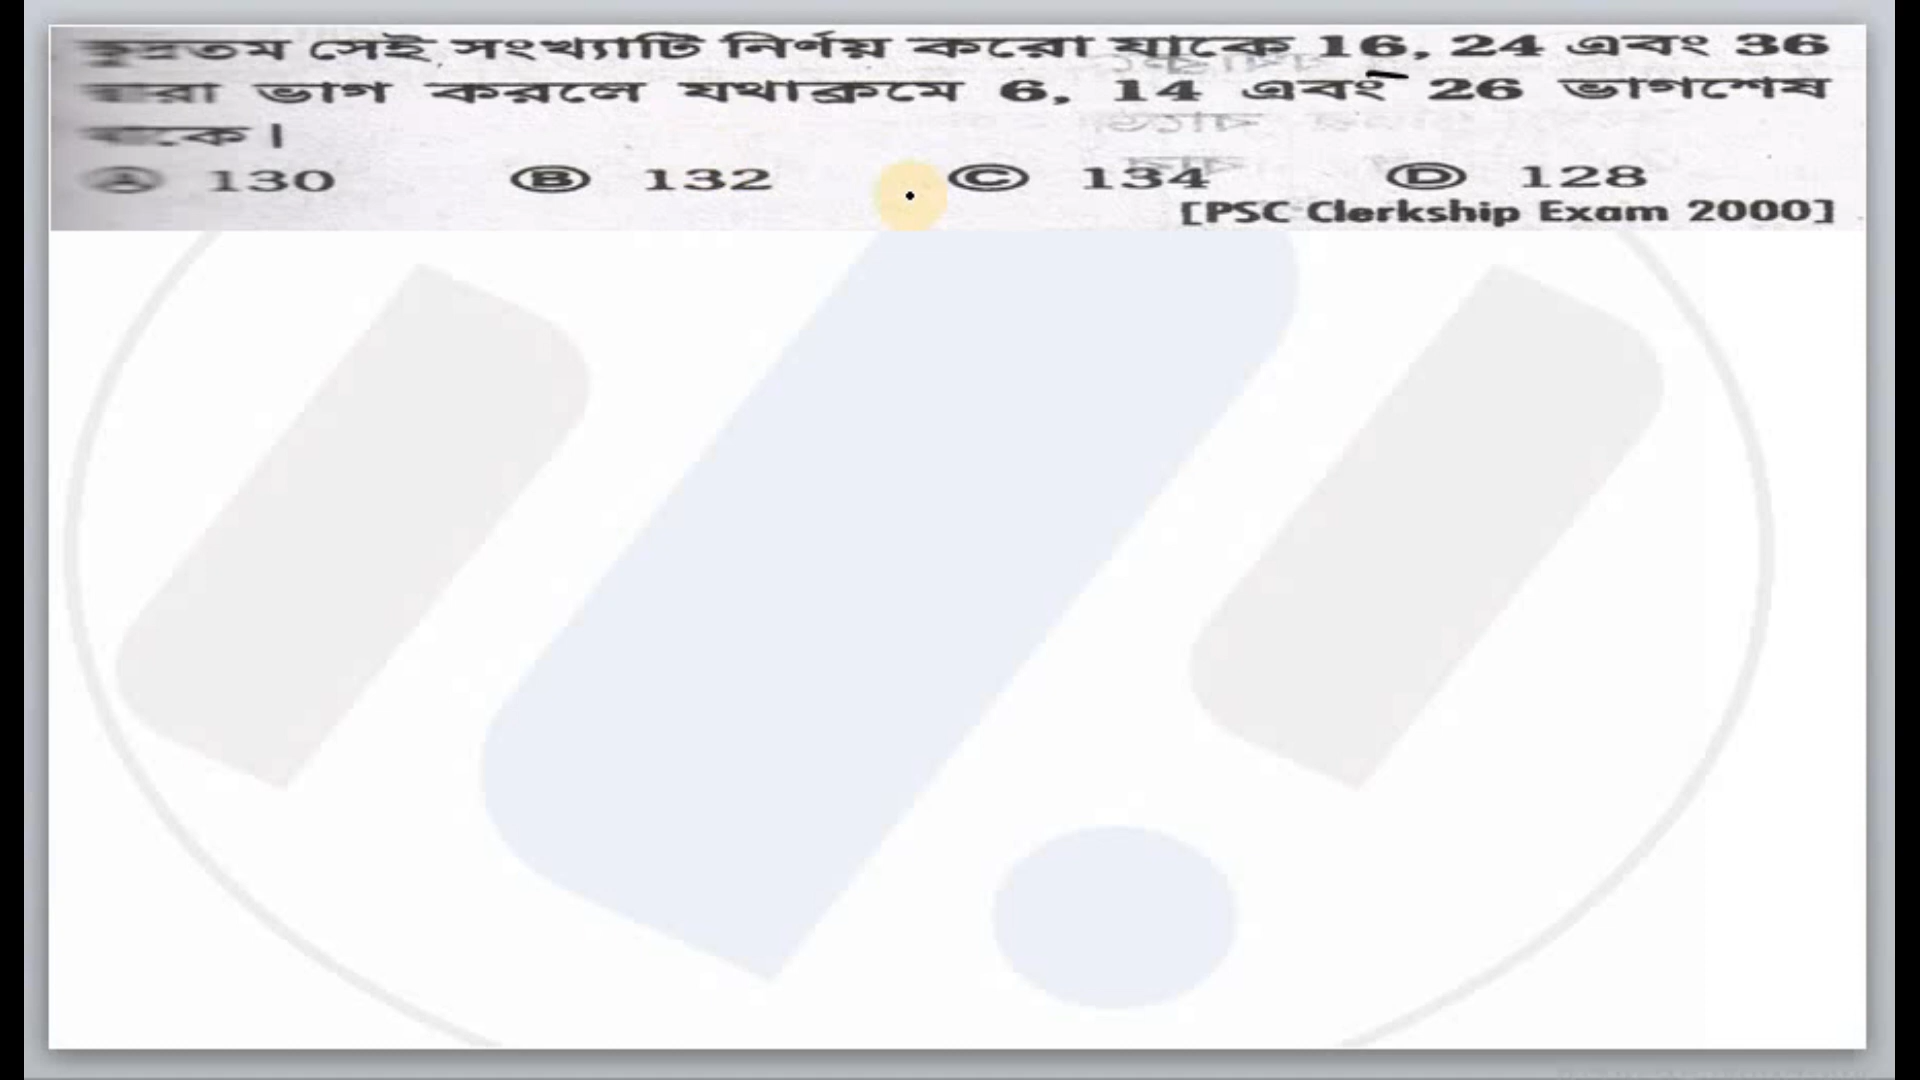 ক্ষুদ্রতম সেই সংখ্যাটি নির্ণয় করো যাকে 16, 24 এবং 36
দ্বারা ভাগ করলে যথাক্রমে 6, 14 এবং 26 ভাগশেষ
থাকে।
Ⓐ 130 Ⓑ 132 Ⓒ 134 Ⓓ 128
[PSC Clerkship Exam 2000]